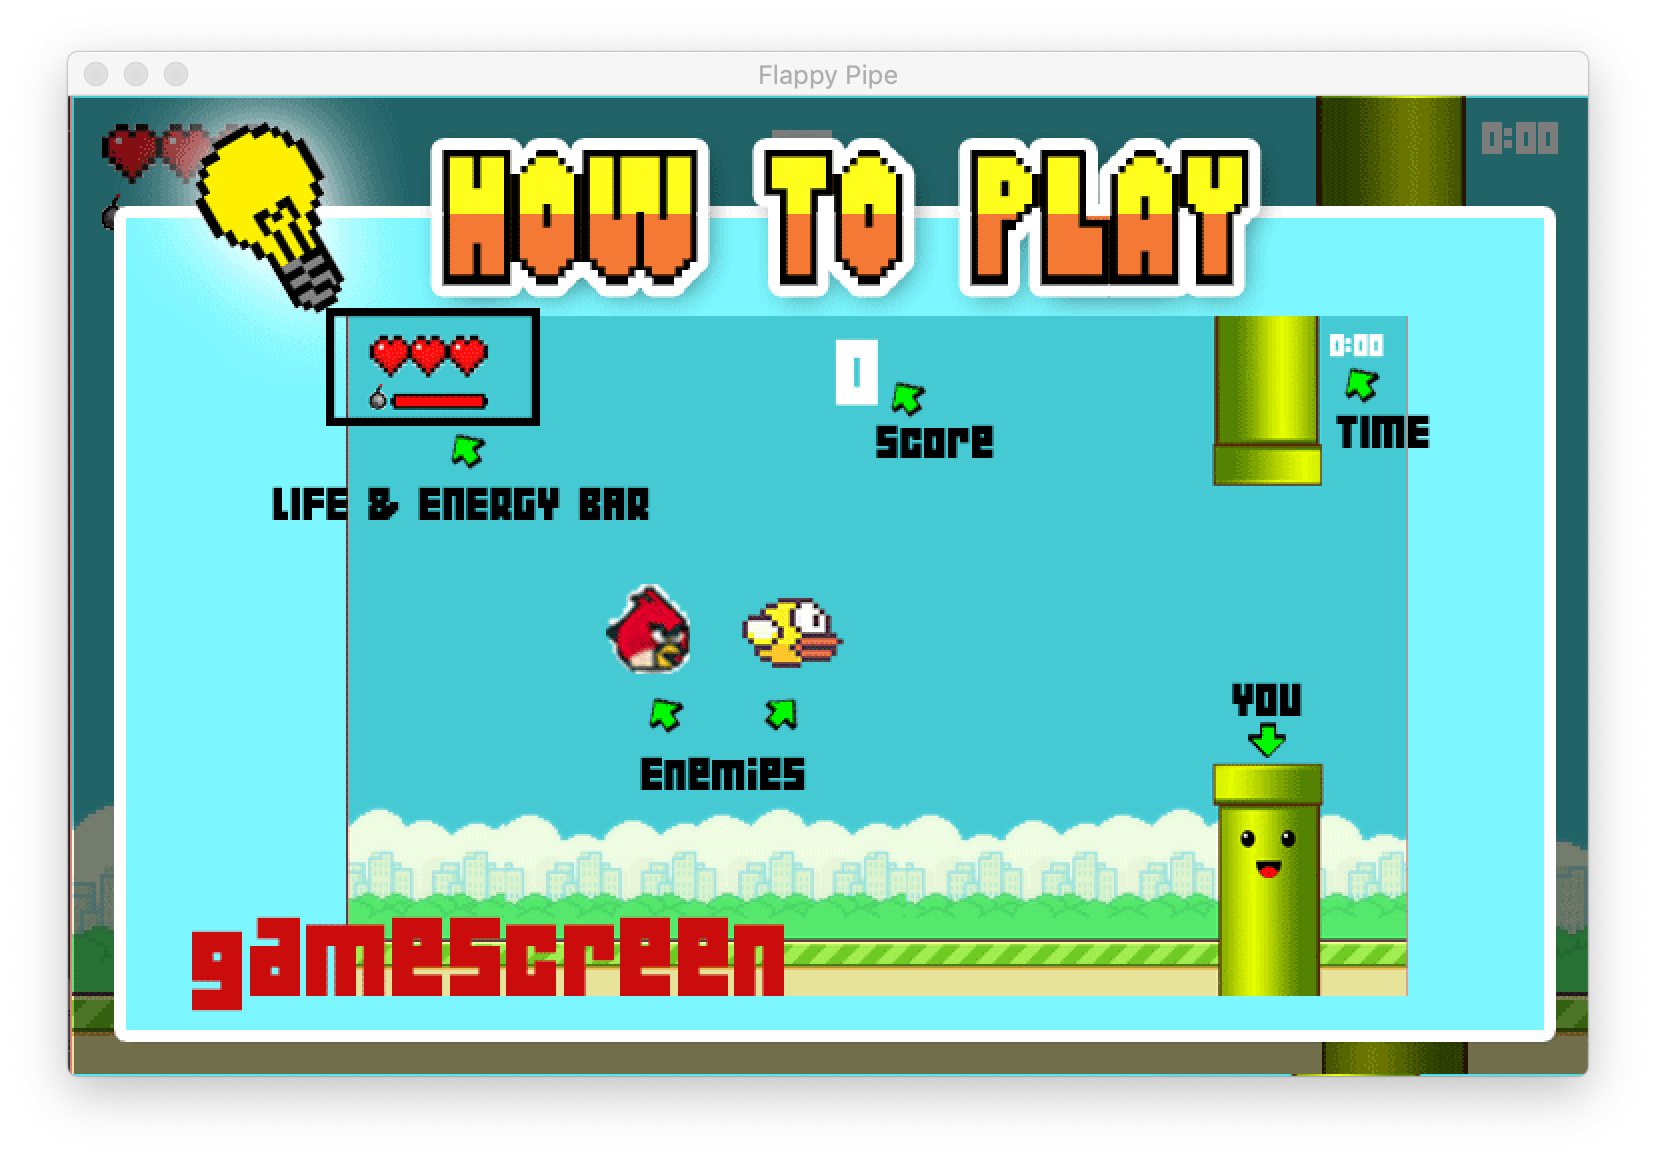 Flappy Pipe
0:00
HOW TO PLAY
0
0:00
Score
TIME
LIFE & ENERGY BAR
YOU
Enemies
gamescreen